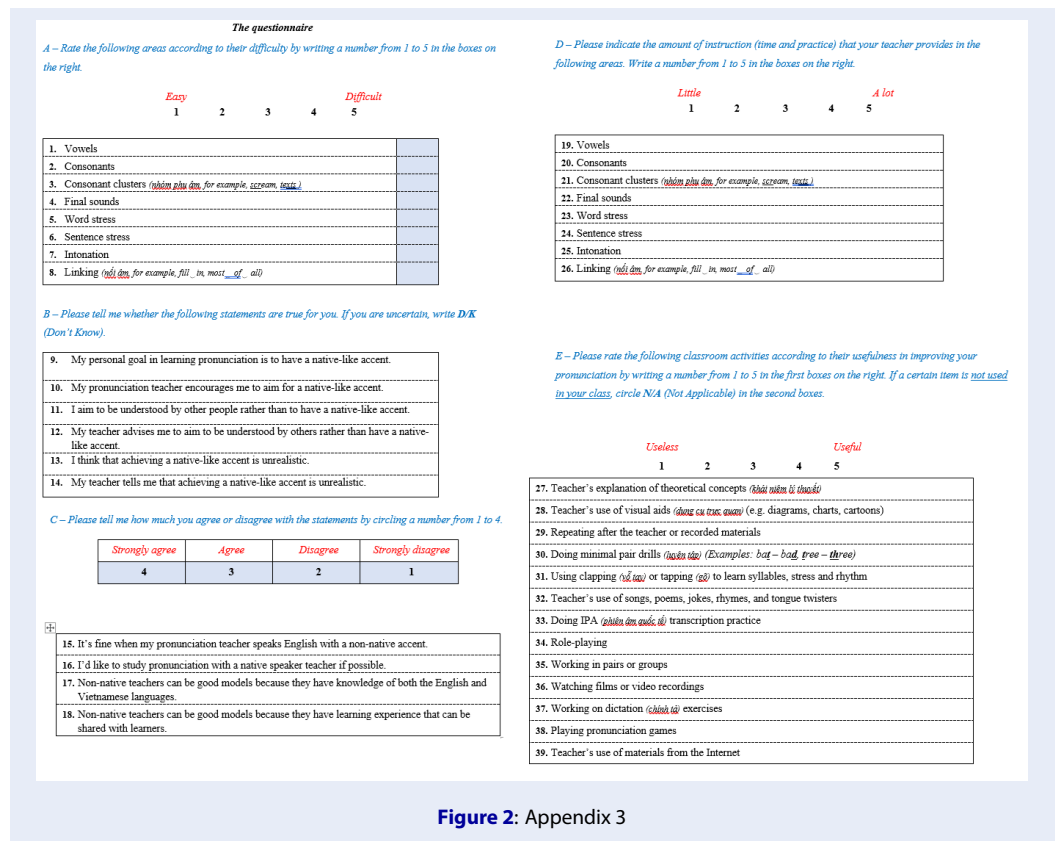 The questionnaire
A – Rate the following areas according to their difficulty by writing a number from 1 to 5 in the boxes on
the right.
Easy Difficult
1 2 3 4 5
1. Vowels
2. Consonants
3. Consonant clusters (nhóm phụ âm, for example, scream, texts )
4. Final sounds
5. Word stress
6. Sentence stress
7. Intonation
8. Linking (nối âm, for example, fill _ in, most _ of _ all)
B – Please tell me whether the following statements are true for you. If you are uncertain, write D/K
(Don't Know).
9. My personal goal in learning pronunciation is to have a native-like accent.
10. My pronunciation teacher encourages me to aim for a native-like accent.
11. I aim to be understood by other people rather than to have a native-like accent.
12. My teacher advises me to aim to be understood by others rather than have a native-
like accent.
13. I think that achieving a native-like accent is unrealistic.
14. My teacher tells me that achieving a native-like accent is unrealistic.
C – Please tell me how much you agree or disagree with the statements by circling a number from 1 to 4.
Strongly agree Agree Disagree Strongly disagree
4 3 2 1
15. It's fine when my pronunciation teacher speaks English with a non-native accent.
16. I'd like to study pronunciation with a native speaker teacher if possible.
17. Non-native teachers can be good models because they have knowledge of both the English and
Vietnamese languages.
18. Non-native teachers can be good models because they have learning experience that can be
shared with learners.
D – Please indicate the amount of instruction (time and practice) that your teacher provides in the
following areas. Write a number from 1 to 5 in the boxes on the right.
Little A lot
1 2 3 4 5
19. Vowels
20. Consonants
21. Consonant clusters (nhóm phụ âm, for example, scream, texts )
22. Final sounds
23. Word stress
24. Sentence stress
25. Intonation
26. Linking (nối âm, for example, fill _ in, most _ of _ all)
E – Please rate the following classroom activities according to their usefulness in improving your
pronunciation by writing a number from 1 to 5 in the first boxes on the right. If a certain item is not used
in your class, circle N/A (Not Applicable) in the second boxes.
Useless Useful
1 2 3 4 5
27. Teacher's explanation of theoretical concepts (khái niệm lý thuyết)
28. Teacher's use of visual aids (dụng cụ trực quan) (e.g. diagrams, charts, cartoons)
29. Repeating after the teacher or recorded materials
30. Doing minimal pair drills (luyện tập) (Examples: bat – bad, tree – three)
31. Using clapping (vỗ tay) or tapping (gõ) to learn syllables, stress and rhythm
32. Teacher's use of songs, poems, jokes, rhymes, and tongue twisters
33. Doing IPA (phiên âm quốc tế) transcription practice
34. Role-playing
35. Working in pairs or groups
36. Watching films or video recordings
37. Working on dictation (chính tả) exercises
38. Playing pronunciation games
39. Teacher's use of materials from the Internet
Figure 2: Appendix 3